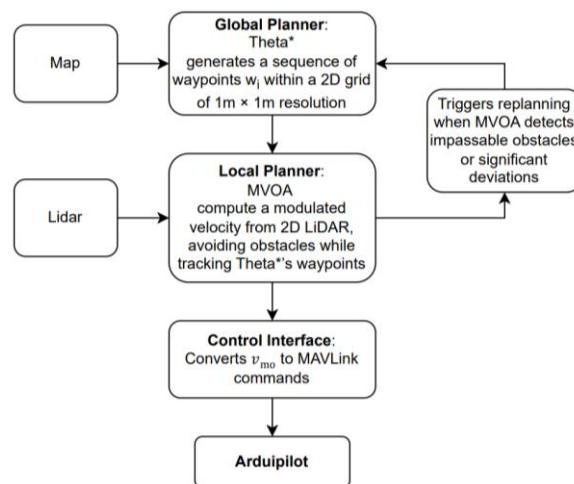 Global Planner:
Theta*
generates a sequence of
waypoints wi within a 2D grid
of 1m × 1m resolution
Map
Triggers replanning
when MVOA detects
impassable obstacles
or significant
deviations
Local Planner:
MVOA
compute a modulated
velocity from 2D LiDAR,
avoiding obstacles while
tracking Theta*'s waypoints
Lidar
Control Interface:
Converts vmo to MAVLink
commands
Arduipilot